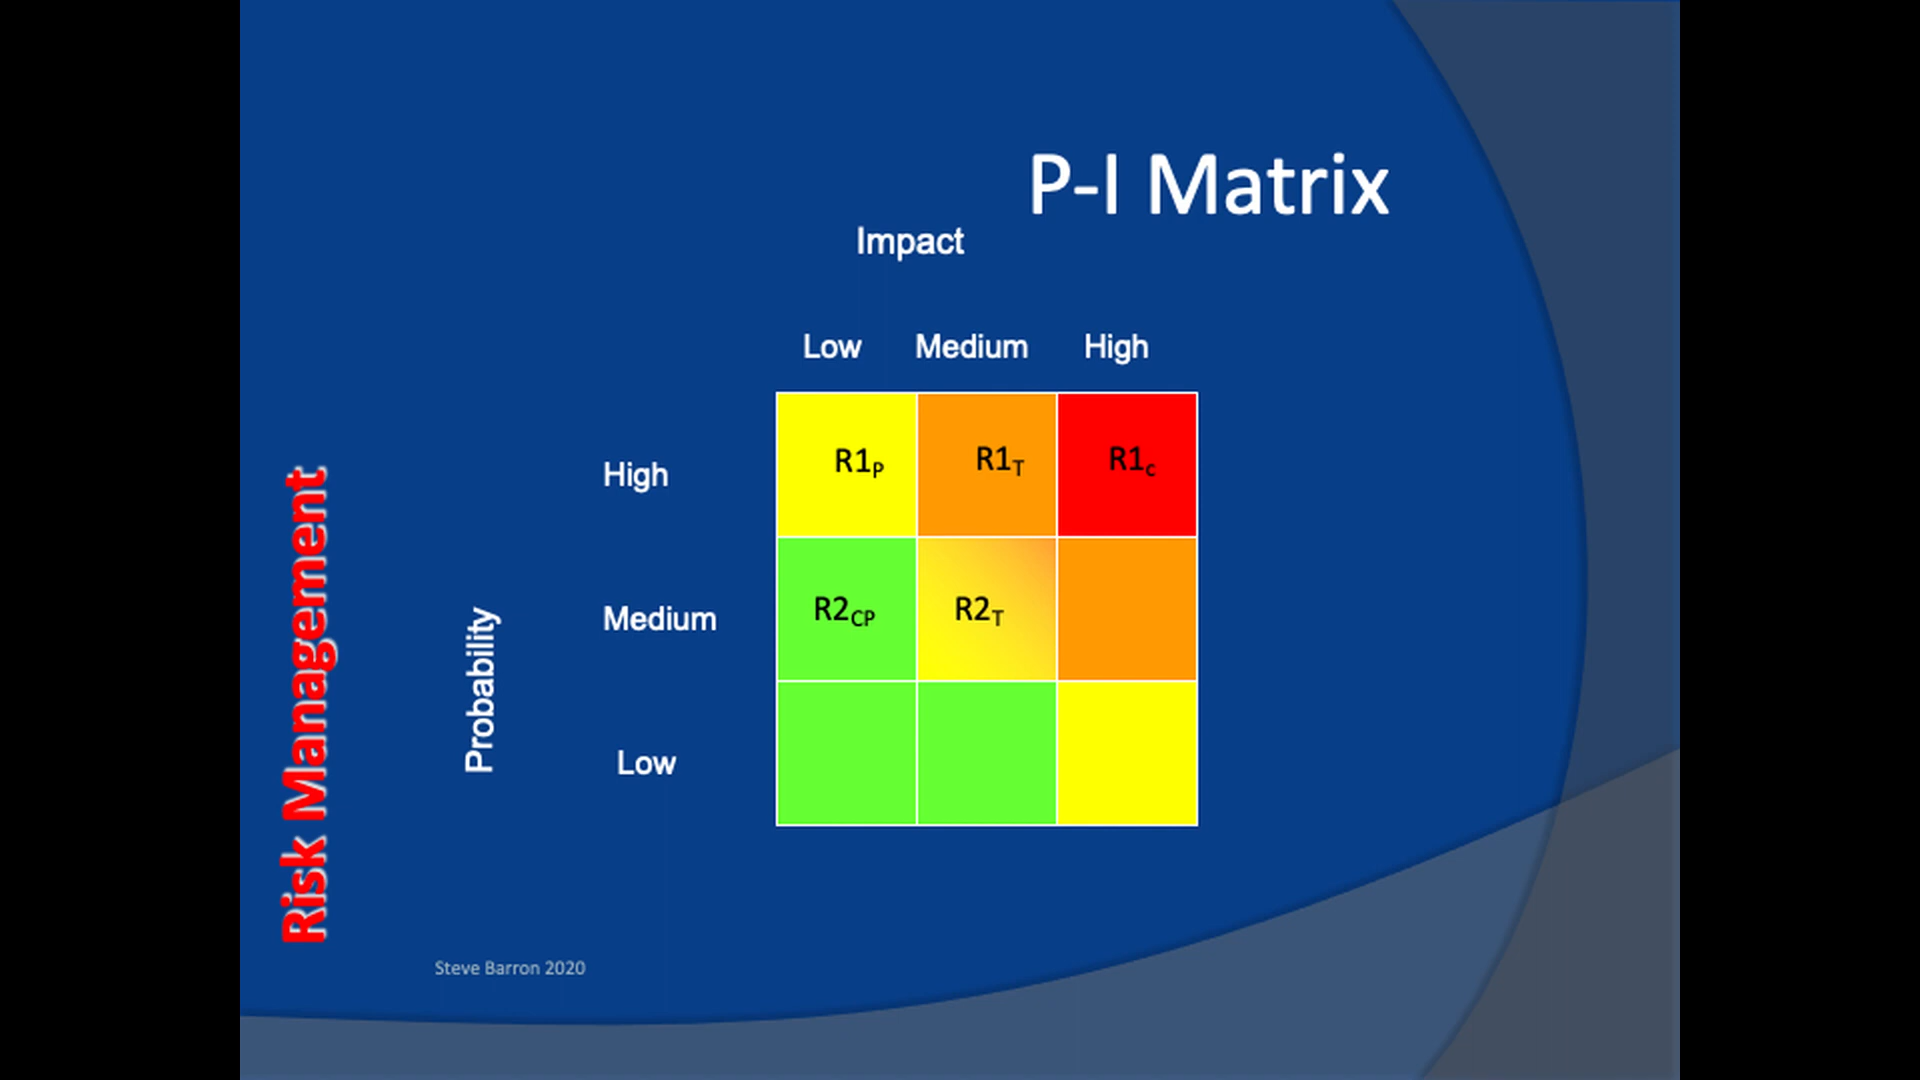 P-I Matrix
Impact
Low Medium High
High R1P R1T R1c
Medium R2CP R2T
Low
Probability
Risk Management
Steve Barron 2020